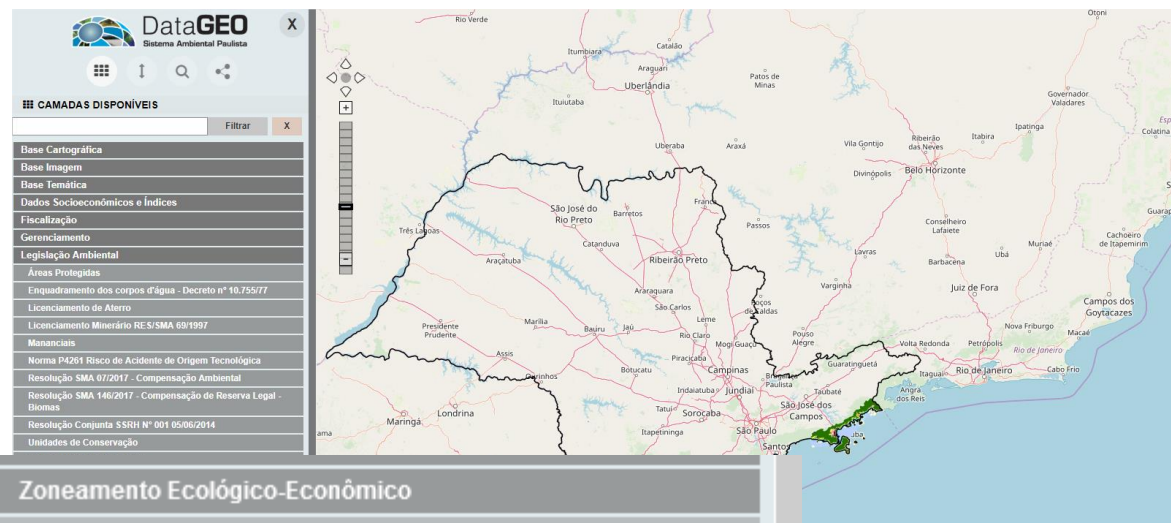 DataGEO
Sistema Ambiental Paulista
X
CAMADAS DISPONÍVEIS
Filtrar
X
Base Cartográfica
Base Imagem
Base Temática
Dados Socioeconômicos e Índices
Fiscalização
Gerenciamento
Legislação Ambiental
Áreas Protegidas
Enquadramento dos corpos d'água - Decreto nº 10.755/77
Licenciamento de Aterro
Licenciamento Minerário RES/SMA 69/1997
Mananciais
Norma P4261 Risco de Acidente de Origem Tecnológica
Resolução SMA 07/2017 - Compensação Ambiental
Resolução SMA 146/2017 - Compensação de Reserva Legal -
Biomas
Resolução Conjunta SSRH Nº 001 05/06/2014
Unidades de Conservação
Zoneamento Ecológico-Econômico
Rio Verde
Otoni
Itumbiara
Catalão
Araguari
Uberlândia
Patos de
Minas
Ituiutaba
Governador
Valadares
Ipatinga
Colatina
Uberaba
Araxá
Vila Gontijo
Ribeirão
das Neves
Itabira
Divinópolis
Belo Horizonte
São José do
Rio Preto
Barretos
Franca
Passos
Conselheiro
Lafaiete
Três Lagoas
Catanduva
Lavras
Barbacena
Ubá
Muriaé
Cachoeiro
de Itapemirim
Araçatuba
Ribeirão Preto
Araraquara
São Carlos
Poços
de Caldas
Varginha
Juiz de Fora
Campos dos
Goytacazes
Presidente
Prudente
Marília
Bauru
Jaú
Leme
Rio Claro
Mogi Guaçu
Pouso
Alegre
Volta Redonda
Petrópolis
Nova Friburgo
Macaé
Rio de Janeiro
Assis
Piracicaba
Guaratinguetá
Ourinhos
Botucatu
Campinas
Bragança
Paulista
Taubaté
Itaguaí
Rio de Janeiro
Cabo Frio
Indaiatuba
Jundiaí
Angra
dos Reis
Londrina
Maringá
Tatuí
Sorocaba
São José dos
Campos
Itapetininga
São Paulo
Santos
uba
ama